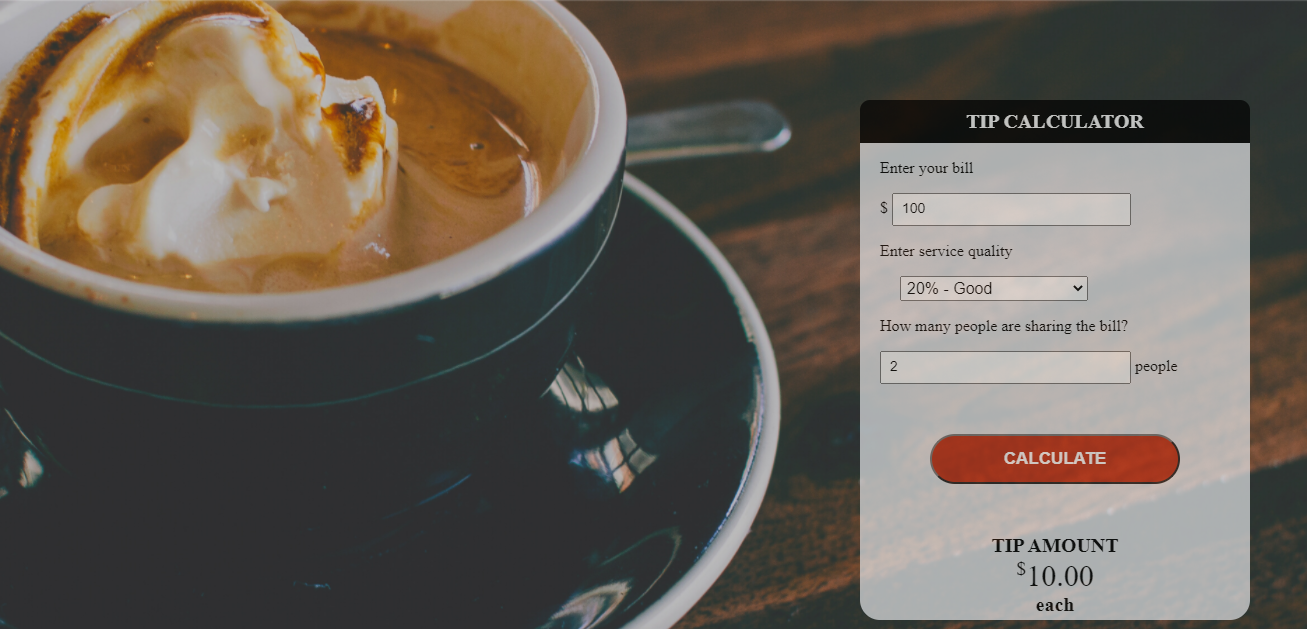 TIP CALCULATOR
Enter your bill
$ 100
Enter service quality
20% - Good
How many people are sharing the bill?
2 people
CALCULATE
TIP AMOUNT
$10.00
each